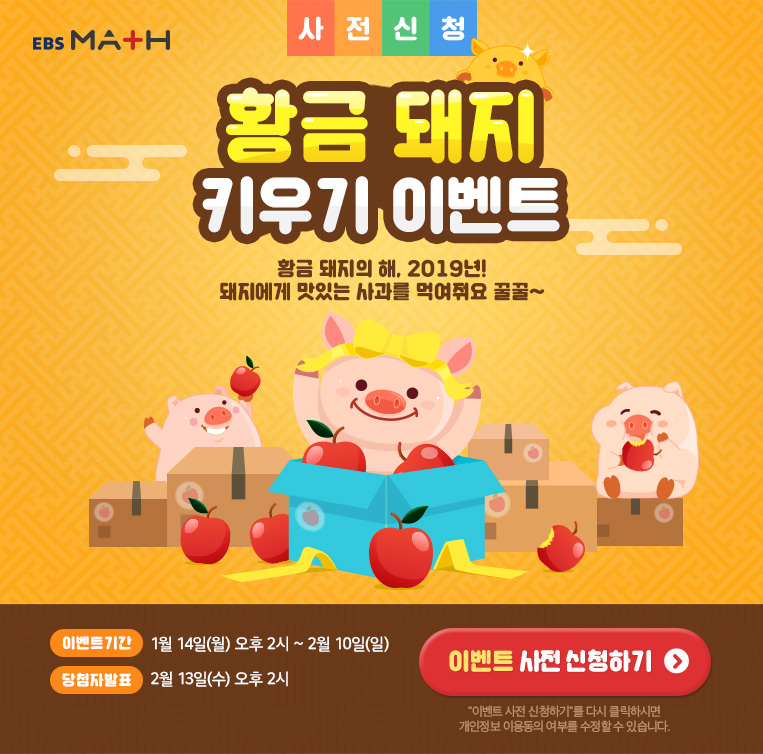 EBS MATH
사전신청
황금 돼지
키우기 이벤트
황금 돼지의 해, 2019년!
돼지에게 맛있는 사과를 먹여줘요 꿀꿀~
이벤트기간 1월 14일(월) 오후 2시 ~ 2월 10일(일)
당첨자발표 2월 13일(수) 오후 2시
이벤트 사전 신청하기
"이벤트 사전 신청하기"를 다시 클릭하시면
개인정보 이용동의 여부를 수정할 수 있습니다.